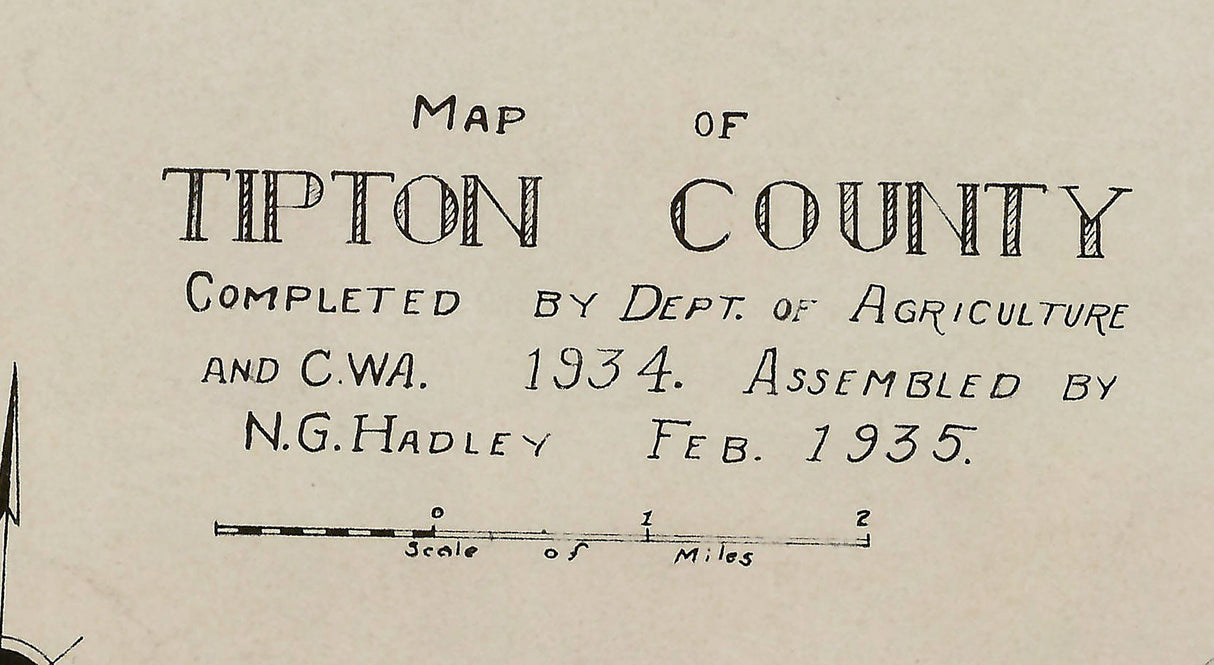 MAP OF
TIPTON COUNTY
COMPLETED BY DEPT. OF AGRICULTURE
AND C.W.A. 1934. ASSEMBLED BY
N.G. HADLEY FEB. 1935.
0 1 2
Scale of Miles